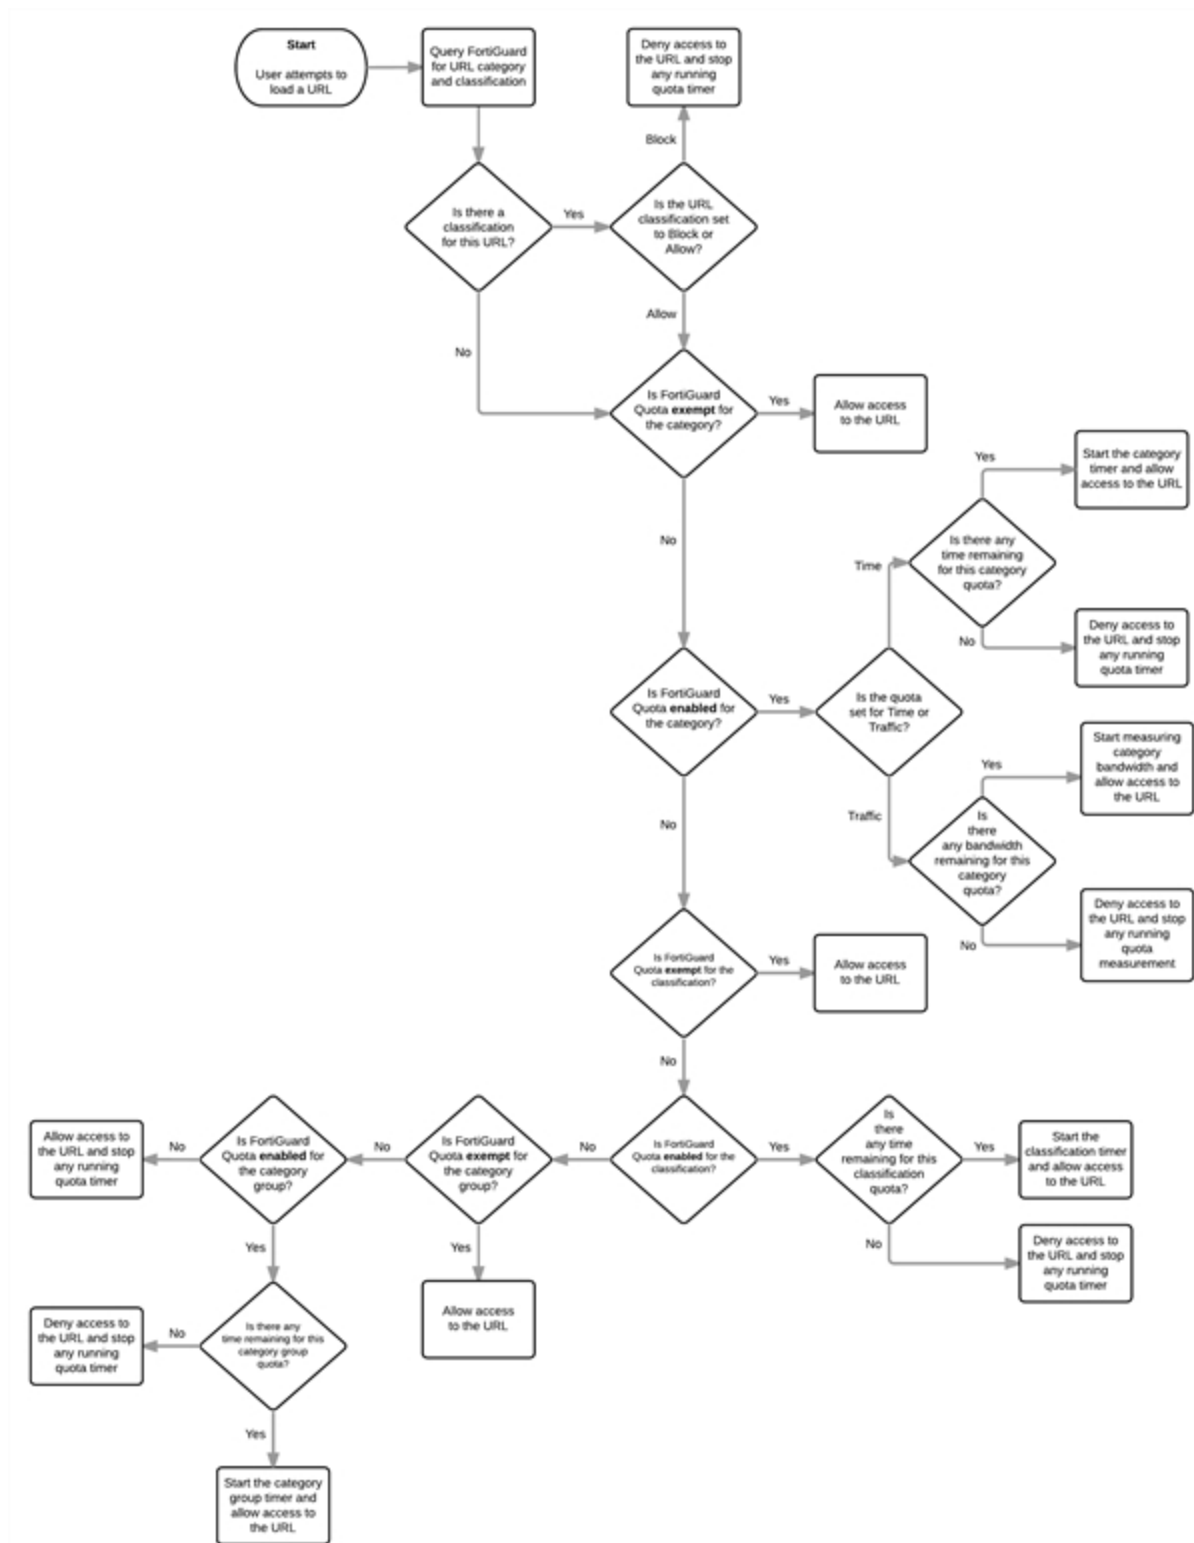 Start
User attempts to
load a URL
Query FortiGuard
for URL category
and classification
Deny access to
the URL and stop
any running
quota timer
Block
Is there a
classification
for this URL?
Yes
Is the URL
classification set
to Block or
Allow?
Allow
No
Is FortiGuard
Quota exempt for
the category?
Yes
Allow access
to the URL
Yes
Start the category
timer and allow
access to the URL
No
Time
Is there any
time remaining
for this category
quota?
No
Deny access to
the URL and stop
any running
quota timer
Is FortiGuard
Quota enabled for
the category?
Yes
Is the quota
set for Time or
Traffic?
Start measuring
category
bandwidth and
allow access to
the URL
Yes
No
Traffic
Is
there
any bandwidth
remaining for this
category
quota?
No
Deny access to
the URL and stop
any running
quota
measurement
Is FortiGuard
Quota exempt for the
classification?
Yes
Allow access
to the URL
No
Allow access to
the URL and stop
any running
quota timer
No
Is FortiGuard
Quota enabled for
the category
group?
No
Is FortiGuard
Quota exempt for
the category
group?
No
Is FortiGuard
Quota enabled for the
classification?
Yes
Is
there
any time
remaining for this
classification
quota?
Yes
Start the
classification timer
and allow access
to the URL
Yes
Yes
No
Deny access to
the URL and stop
any running
quota timer
Deny access to
the URL and stop
any running
quota timer
No
Is there any
time remaining for this
category group
quota?
Allow access
to the URL
Yes
Start the category
group timer and
allow access to
the URL